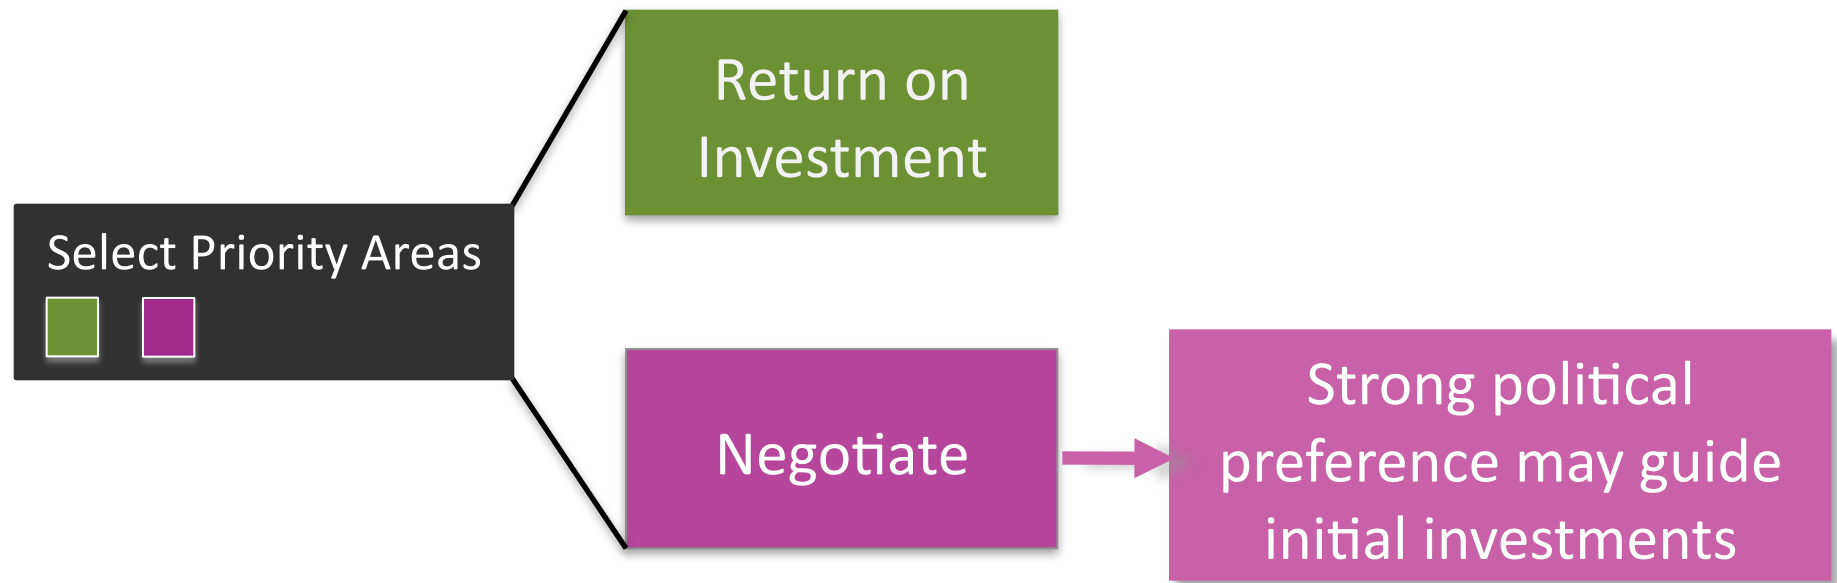 Return on
Investment
Select Priority Areas
Negotiate
Strong political
preference may guide
initial investments